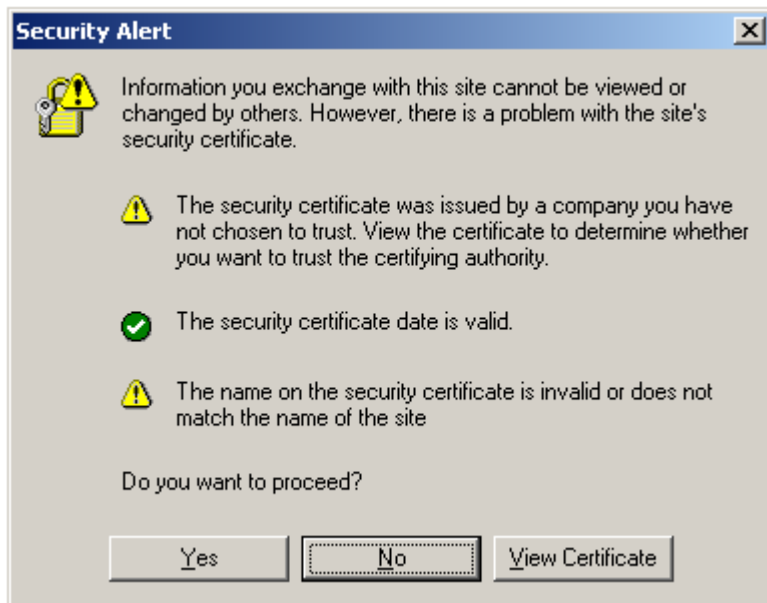 Security Alert
Information you exchange with this site cannot be viewed or
changed by others. However, there is a problem with the site's
security certificate.
The security certificate was issued by a company you have
not chosen to trust. View the certificate to determine whether
you want to trust the certifying authority.
The security certificate date is valid.
The name on the security certificate is invalid or does not
match the name of the site
Do you want to proceed?
Yes No View Certificate